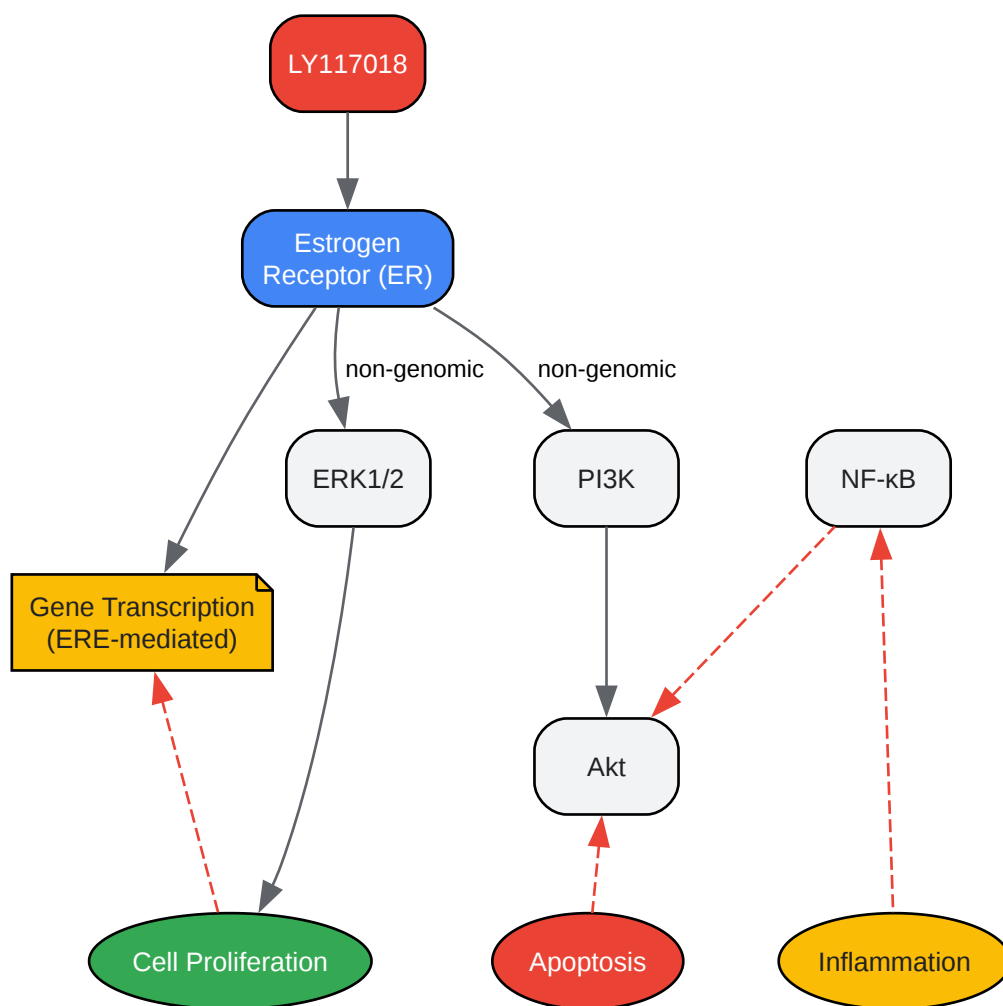 LY117018
Estrogen
Receptor (ER)
non-genomic
non-genomic
ERK1/2
PI3K
NF-κB
Gene Transcription
(ERE-mediated)
Akt
Cell Proliferation
Apoptosis
Inflammation